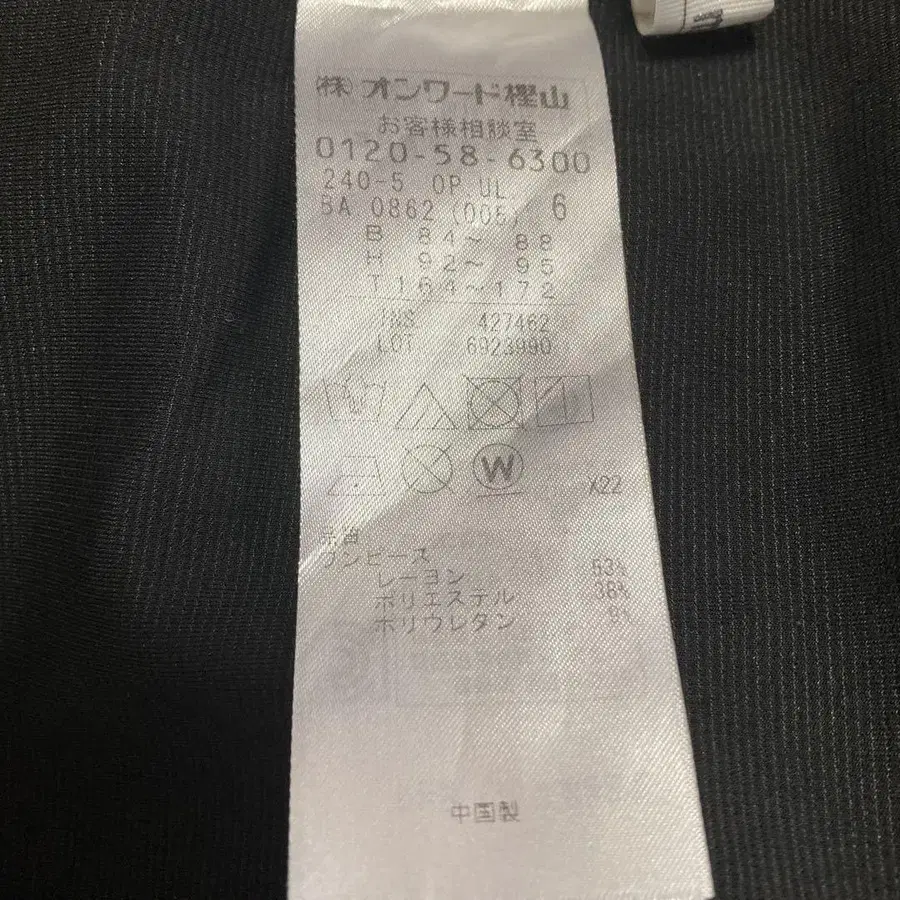 (株)オンワード樫山
お客様相談室
0120-58-6300
240-5 OP UL
BA 0862 (005) 6
B 84~ 88
H 92~ 95
T164~172
INS 427462
LOT 6923990
W
X22
ワンピース
レーヨン
ポリエステル
ポリウレタン
中国製